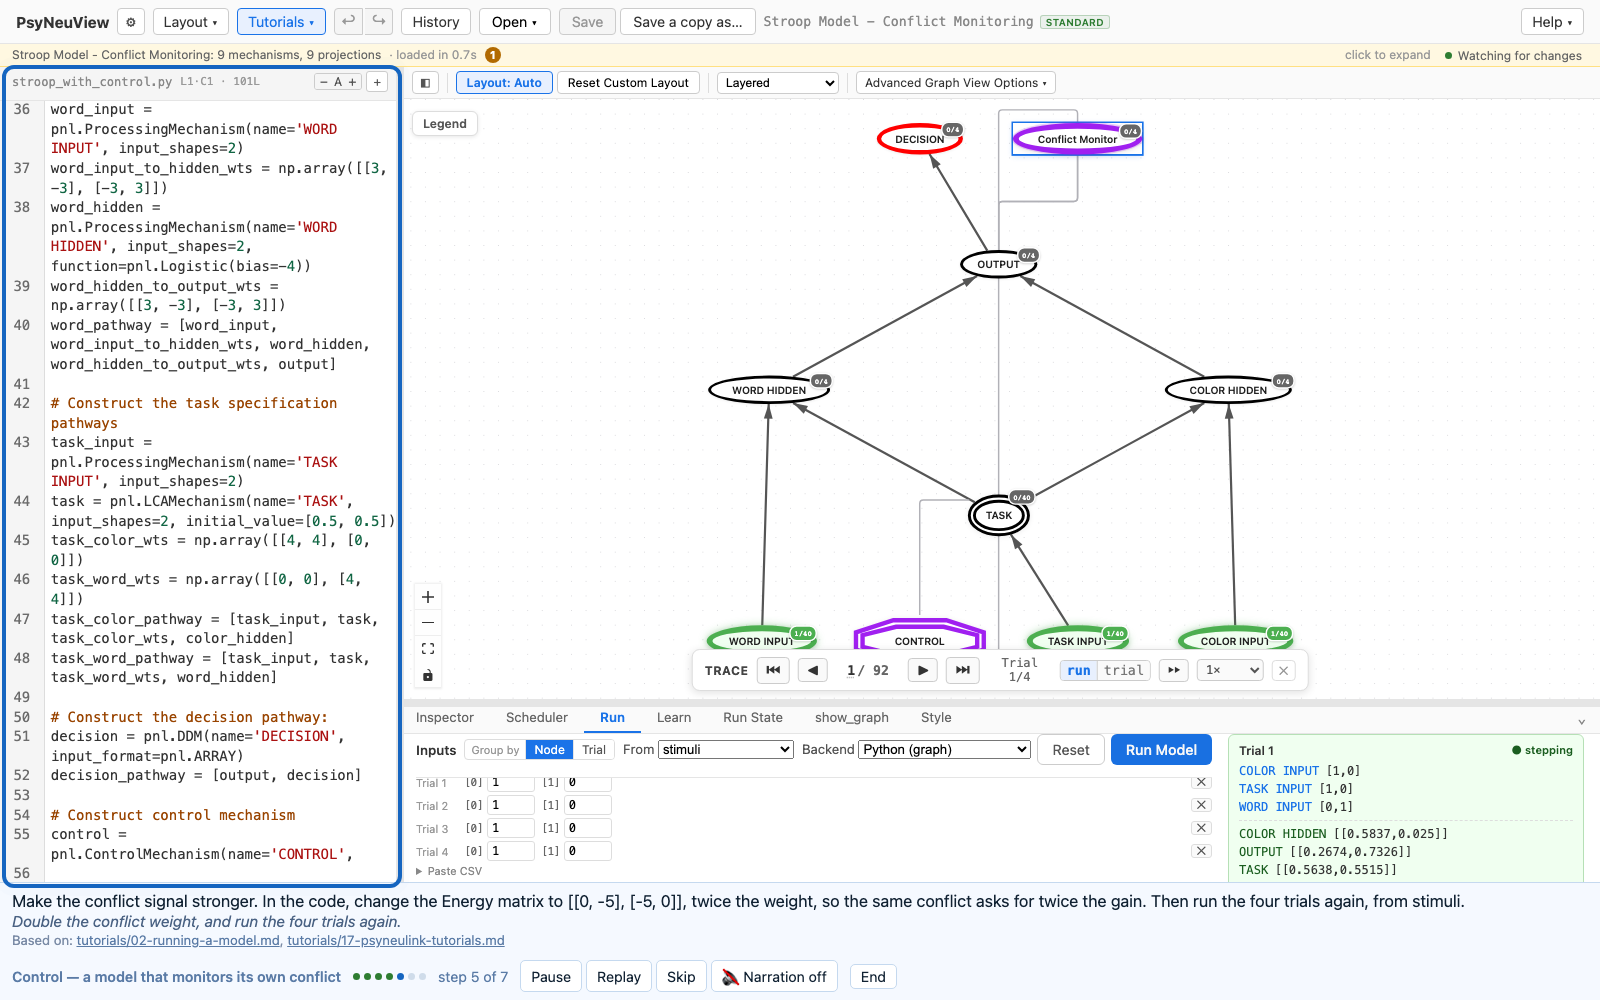 PsyNeuView
Layout
Tutorials
History
Open
Save
Save a copy as...
Stroop Model – Conflict Monitoring
STANDARD
Help
Stroop Model - Conflict Monitoring: 9 mechanisms, 9 projections · loaded in 0.7s 1
click to expand
Watching for changes
stroop_with_control.py L1·C1 · 101L
− A +
+
36 word_input =
pnl.ProcessingMechanism(name='WORD
INPUT', input_shapes=2)
37 word_input_to_hidden_wts = np.array([[3,
-3], [-3, 3]])
38 word_hidden =
pnl.ProcessingMechanism(name='WORD
HIDDEN', input_shapes=2,
function=pnl.Logistic(bias=-4))
39 word_hidden_to_output_wts =
np.array([[3, -3], [-3, 3]])
40 word_pathway = [word_input,
word_input_to_hidden_wts, word_hidden,
word_hidden_to_output_wts, output]
41
42 # Construct the task specification
pathways
43 task_input =
pnl.ProcessingMechanism(name='TASK
INPUT', input_shapes=2)
44 task = pnl.LCAMechanism(name='TASK',
input_shapes=2, initial_value=[0.5, 0.5])
45 task_color_wts = np.array([[4, 4], [0,
0]])
46 task_word_wts = np.array([[0, 0], [4,
4]])
47 task_color_pathway = [task_input, task,
task_color_wts, color_hidden]
48 task_word_pathway = [task_input, task,
task_word_wts, word_hidden]
49
50 # Construct the decision pathway:
51 decision = pnl.DDM(name='DECISION',
input_format=pnl.ARRAY)
52 decision_pathway = [output, decision]
53
54 # Construct control mechanism
55 control =
pnl.ControlMechanism(name='CONTROL',
56
Layout: Auto
Reset Custom Layout
Layered
Advanced Graph View Options
Legend
DECISION 0/4
Conflict Monitor 0/4
OUTPUT 0/4
WORD HIDDEN 0/4
COLOR HIDDEN 0/4
TASK 0/40
WORD INPUT 1/40
CONTROL
TASK INPUT 1/40
COLOR INPUT 1/40
TRACE
1 / 92
Trial
1/4
run trial
1×
Inspector
Scheduler
Run
Learn
Run State
show_graph
Style
Inputs Group by Node Trial From stimuli Backend Python (graph) Reset Run Model
Trial 1 [0] 1 [1] 0
Trial 2 [0] 1 [1] 0
Trial 3 [0] 1 [1] 0
Trial 4 [0] 1 [1] 0
Paste CSV
Trial 1 stepping
COLOR INPUT [1,0]
TASK INPUT [1,0]
WORD INPUT [0,1]
COLOR HIDDEN [[0.5837,0.025]]
OUTPUT [[0.2674,0.7326]]
TASK [[0.5638,0.5515]]
Make the conflict signal stronger. In the code, change the Energy matrix to [[0, -5], [-5, 0]], twice the weight, so the same conflict asks for twice the gain. Then run the four trials again, from stimuli.
Double the conflict weight, and run the four trials again.
Based on: tutorials/02-running-a-model.md, tutorials/17-psyneulink-tutorials.md
Control — a model that monitors its own conflict
step 5 of 7
Pause
Replay
Skip
Narration off
End